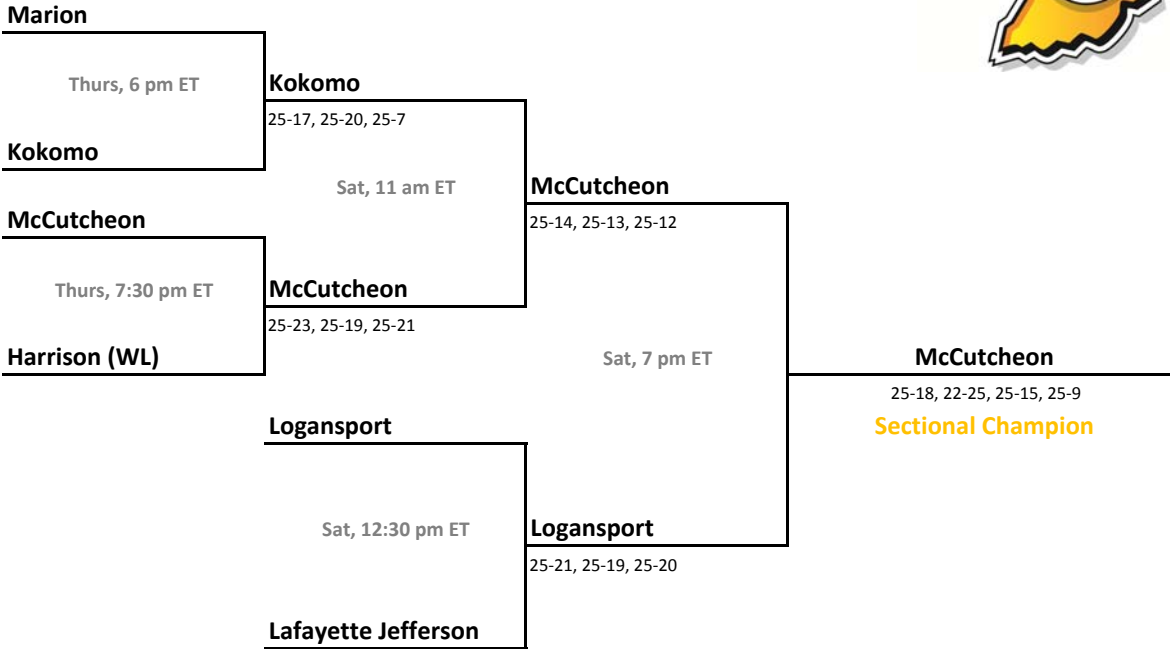 Marion
Thurs, 6 pm ET
Kokomo
25-17, 25-20, 25-7
Kokomo
Sat, 11 am ET
McCutcheon
25-14, 25-13, 25-12
McCutcheon
Thurs, 7:30 pm ET
McCutcheon
25-23, 25-19, 25-21
Harrison (WL)
Sat, 7 pm ET
McCutcheon
25-18, 22-25, 25-15, 25-9
Sectional Champion
Logansport
Sat, 12:30 pm ET
Logansport
25-21, 25-19, 25-20
Lafayette Jefferson